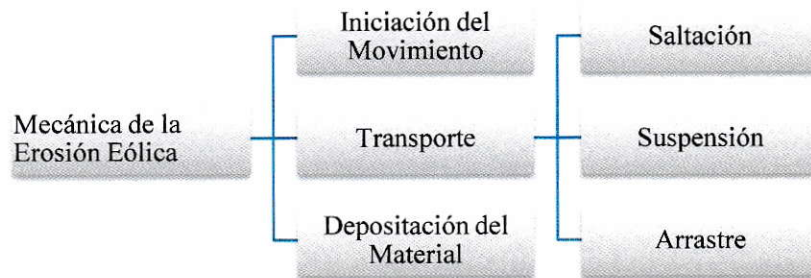 Mecánica de la
Erosión Eólica
Iniciación del
Movimiento
Transporte
Depositación del
Material
Saltación
Suspensión
Arrastre